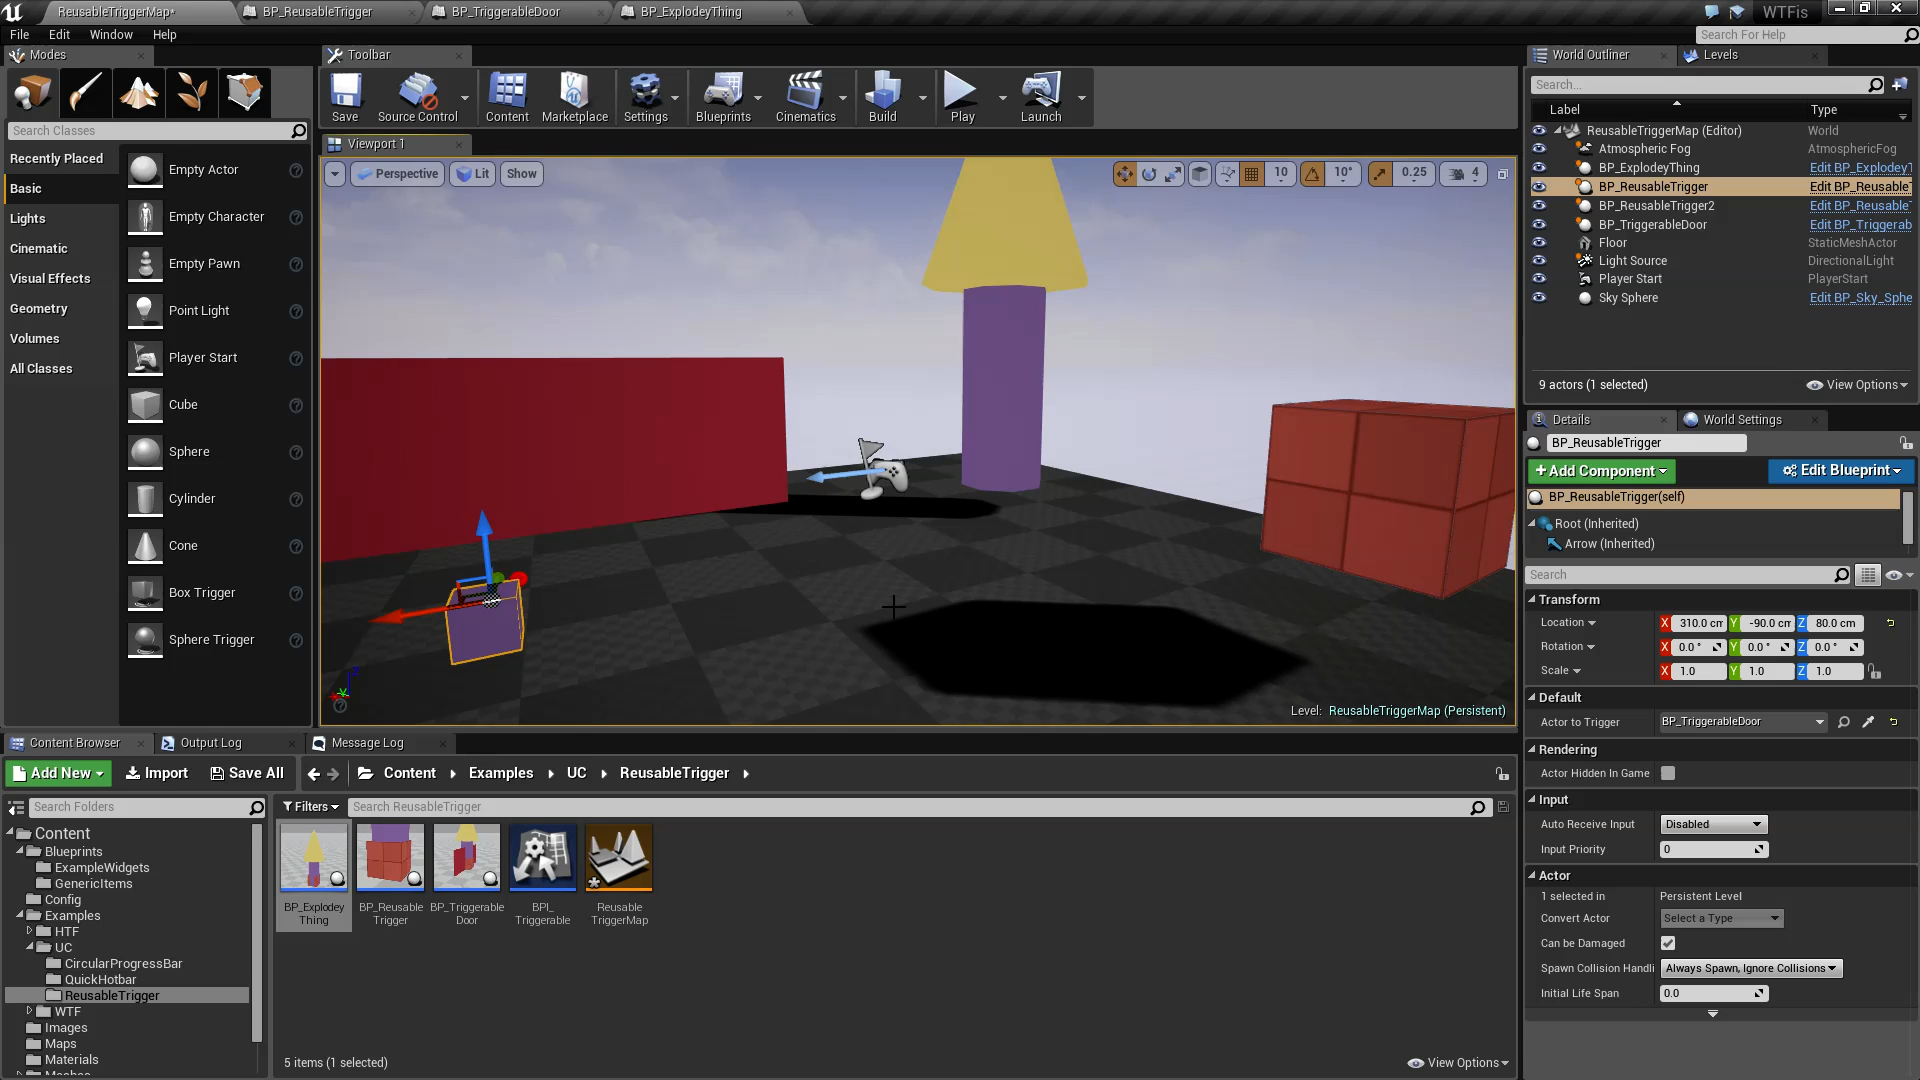 ReusableTriggerMap*
BP_ReusableTrigger
BP_TriggerableDoor
BP_ExplodeyThing
WTFis
File
Edit
Window
Help
Search For Help
Modes
Toolbar
World Outliner
Levels
Save
Source Control
Content
Marketplace
Settings
Blueprints
Cinematics
Build
Play
Launch
Search...
Label
Type
Search Classes
Viewport 1
Recently Placed
Basic
Lights
Cinematic
Visual Effects
Geometry
Volumes
All Classes
Empty Actor
Empty Character
Empty Pawn
Point Light
Player Start
Cube
Sphere
Cylinder
Cone
Box Trigger
Sphere Trigger
Perspective
Lit
Show
10
10°
0.25
4
ReusableTriggerMap (Editor) World
Atmospheric Fog AtmosphericFog
BP_ExplodeyThing Edit BP_ExplodeyT
BP_ReusableTrigger Edit BP_ReusableT
BP_ReusableTrigger2 Edit BP_ReusableT
BP_TriggerableDoor Edit BP_Triggerab
Floor StaticMeshActor
Light Source DirectionalLight
Player Start PlayerStart
Sky Sphere Edit BP_Sky_Sphe
9 actors (1 selected)
View Options
Details
World Settings
BP_ReusableTrigger
+ Add Component
Edit Blueprint
BP_ReusableTrigger(self)
Root (Inherited)
Arrow (Inherited)
Search
Transform
Location X 310.0 cm Y -90.0 cm Z 80.0 cm
Rotation X 0.0 ° Y 0.0 ° Z 0.0 °
Scale X 1.0 Y 1.0 Z 1.0
Default
Actor to Trigger BP_TriggerableDoor
Rendering
Actor Hidden In Game
Input
Auto Receive Input Disabled
Input Priority 0
Actor
1 selected in Persistent Level
Convert Actor Select a Type
Can be Damaged
Spawn Collision Handli Always Spawn, Ignore Collisions
Initial Life Span 0.0
Level: ReusableTriggerMap (Persistent)
Content Browser
Output Log
Message Log
Add New
Import
Save All
Content
Examples
UC
ReusableTrigger
Search Folders
Filters
Search ReusableTrigger
Content
Blueprints
ExampleWidgets
GenericItems
Config
Examples
HTF
UC
CircularProgressBar
QuickHotbar
ReusableTrigger
WTF
Images
Maps
Materials
BP_Explodey
Thing
BP_Reusable
Trigger
BP_Triggerable
Door
BPI_
Triggerable
Reusable
TriggerMap
5 items (1 selected)
View Options